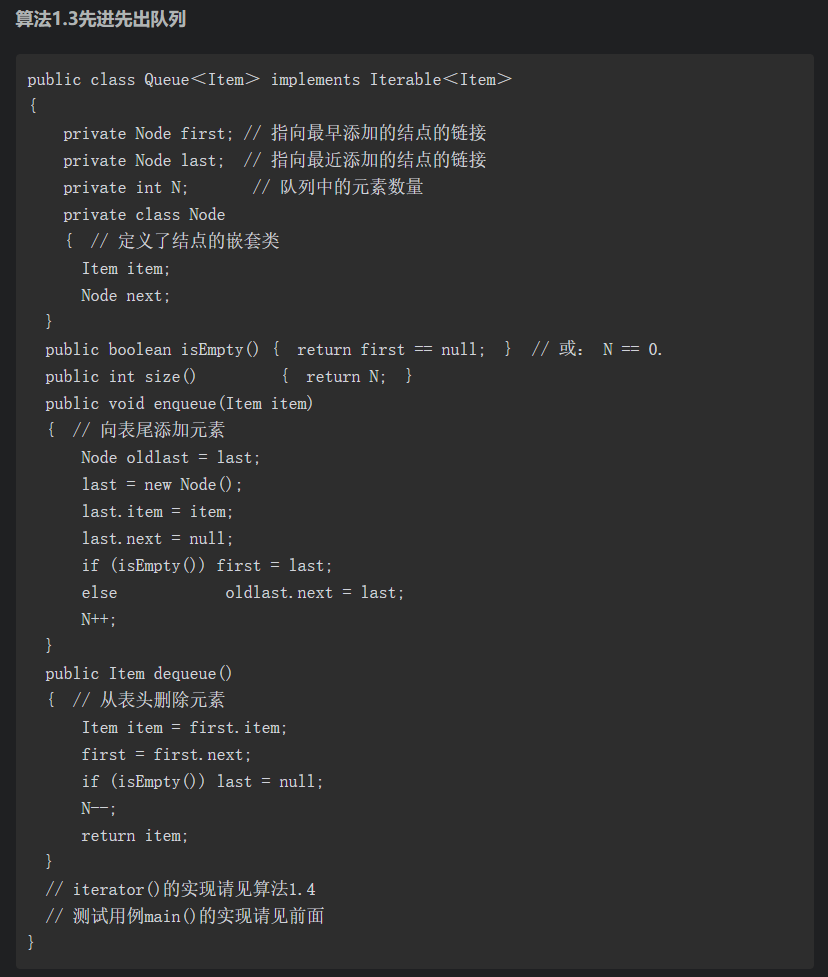 算法1.3先进先出队列
public class Queue＜Item＞ implements Iterable＜Item＞
{
    private Node first; // 指向最早添加的结点的链接
    private Node last;  // 指向最近添加的结点的链接
    private int N;       // 队列中的元素数量
    private class Node
    {  // 定义了结点的嵌套类
      Item item;
      Node next;
  }
  public boolean isEmpty() {  return first == null;  }  // 或： N == 0.
  public int size()         {  return N;  }
  public void enqueue(Item item)
  {  // 向表尾添加元素
      Node oldlast = last;
      last = new Node();
      last.item = item;
      last.next = null;
      if (isEmpty()) first = last;
      else            oldlast.next = last;
      N++;
  }
  public Item dequeue()
  {  // 从表头删除元素
      Item item = first.item;
      first = first.next;
      if (isEmpty()) last = null;
      N--;
      return item;
  }
  // iterator()的实现请见算法1.4
  // 测试用例main()的实现请见前面
}